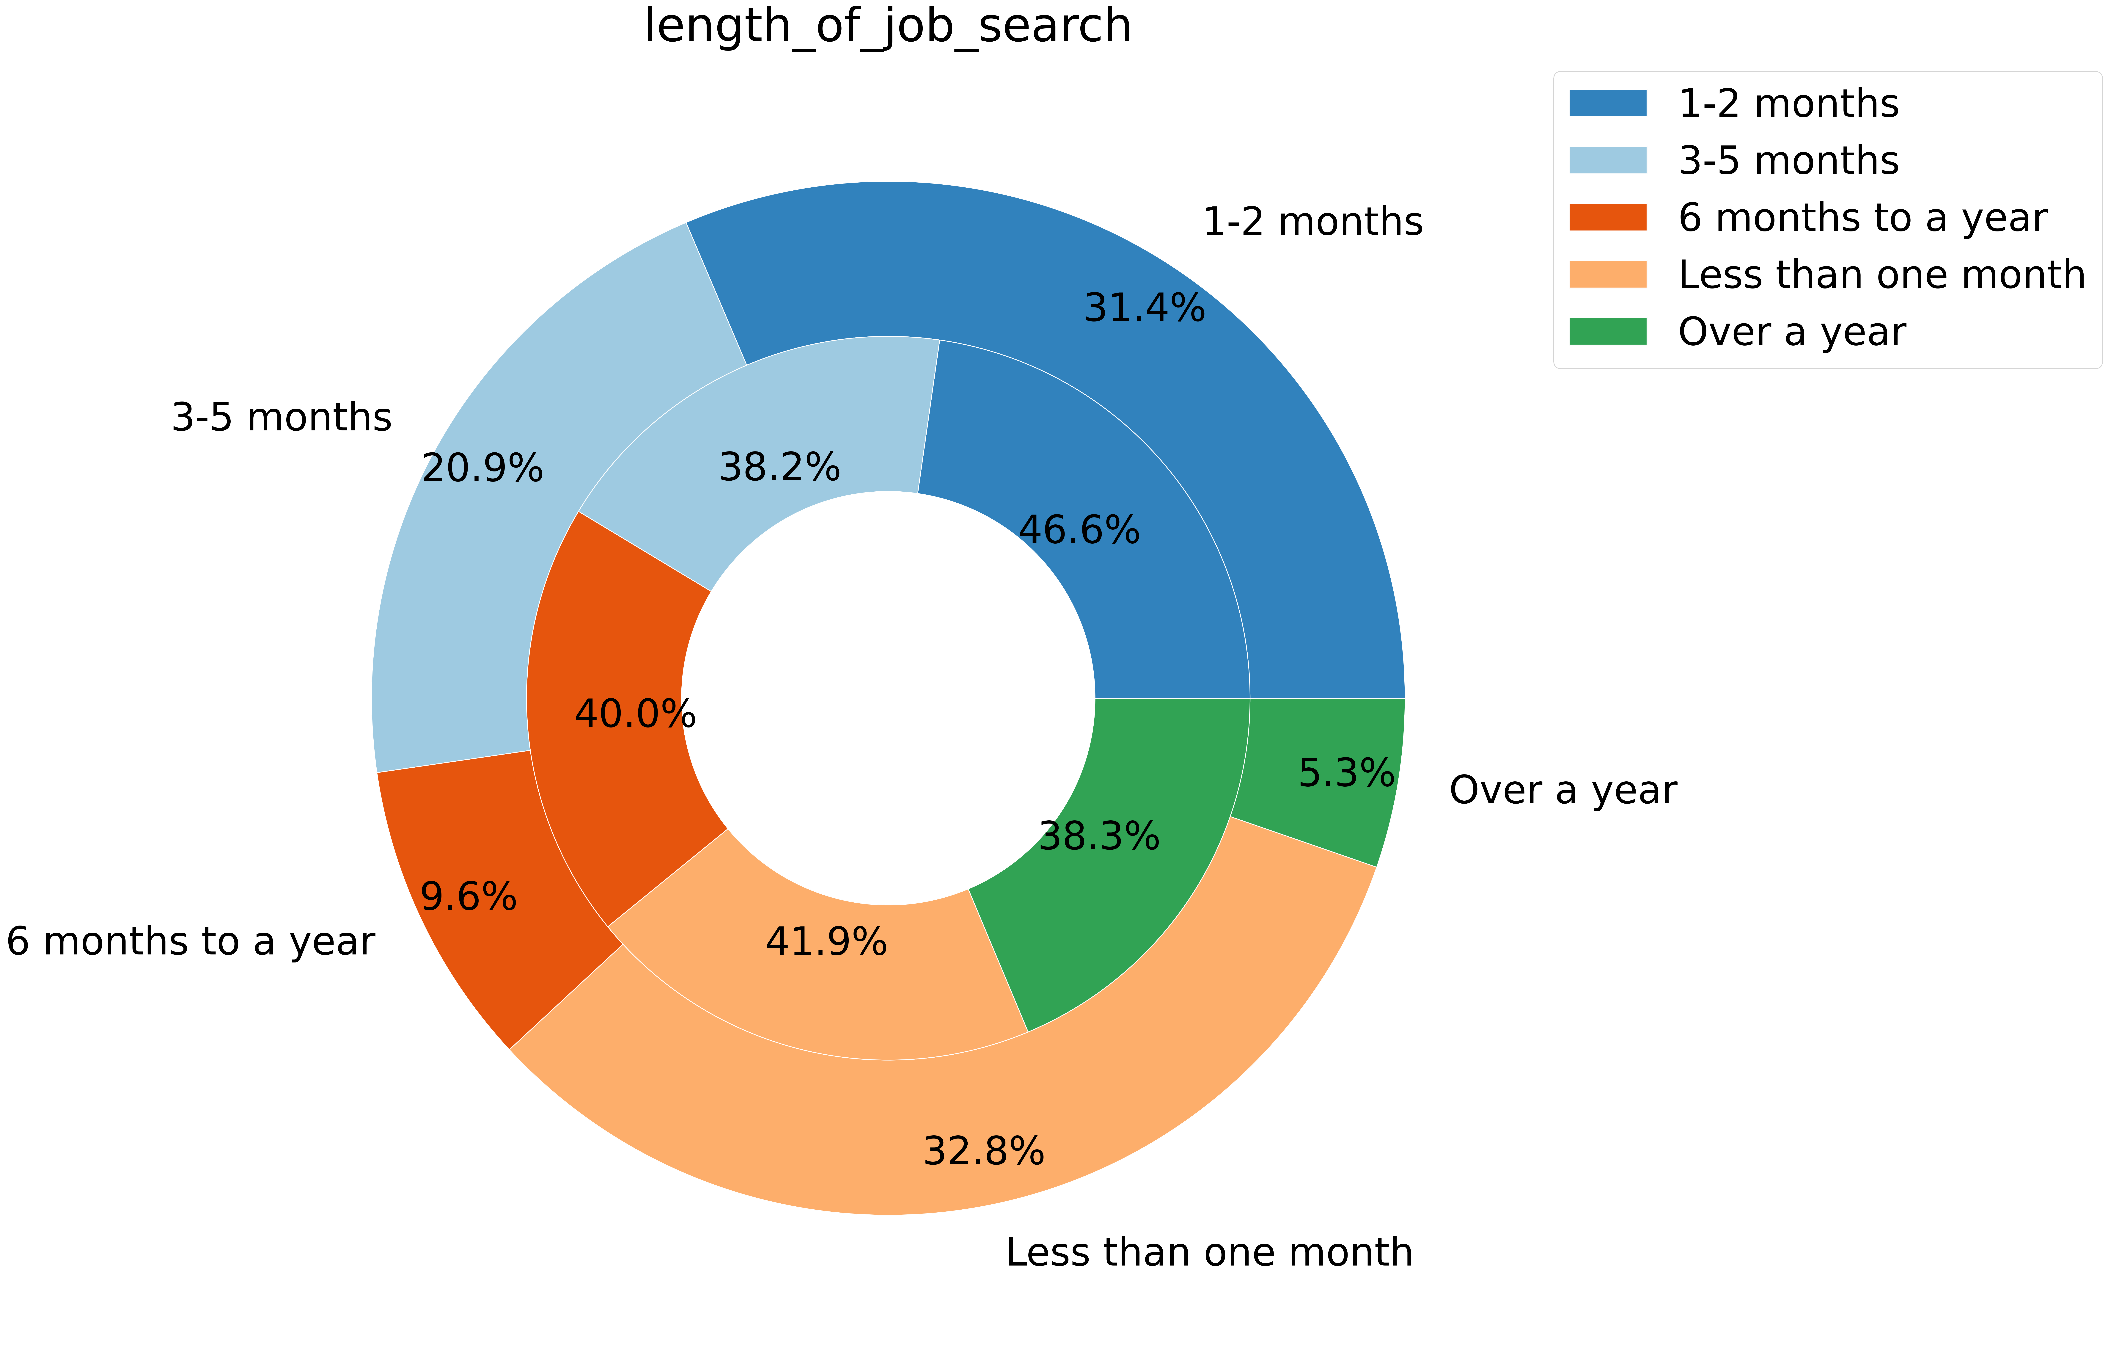 length_of_job_search
1-2 months
3-5 months
6 months to a year
Less than one month
Over a year
1-2 months
31.4%
3-5 months
20.9%
38.2%
46.6%
40.0%
5.3%
Over a year
38.3%
9.6%
6 months to a year
41.9%
32.8%
Less than one month